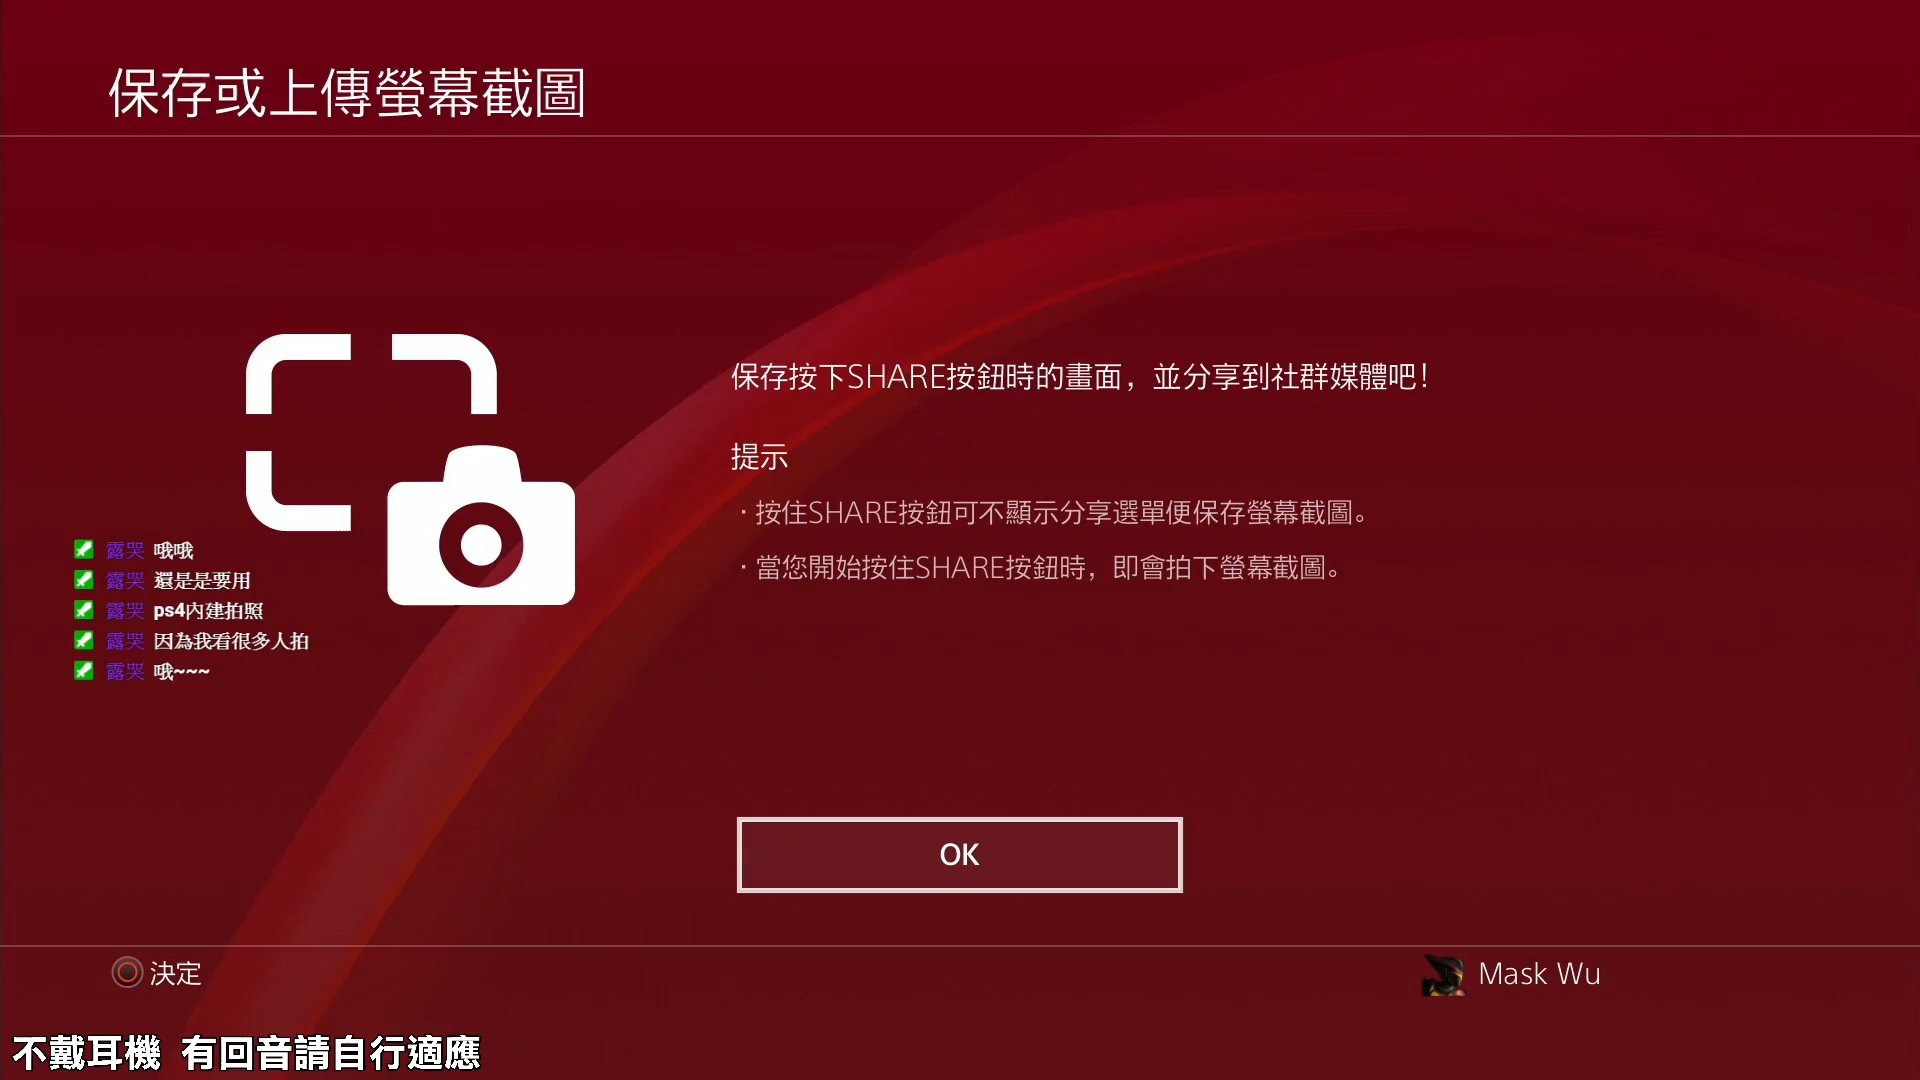 保存或上傳螢幕截圖
保存按下SHARE按鈕時的畫面，並分享到社群媒體吧！
提示
·按住SHARE按鈕可不顯示分享選單便保存螢幕截圖。
·當您開始按住SHARE按鈕時，即會拍下螢幕截圖。
露哭 哦哦
露哭 還是是要用
露哭 ps4內建拍照
露哭 因為我看很多人拍
露哭 哦~~~
OK
決定
Mask Wu
不戴耳機 有回音請自行適應